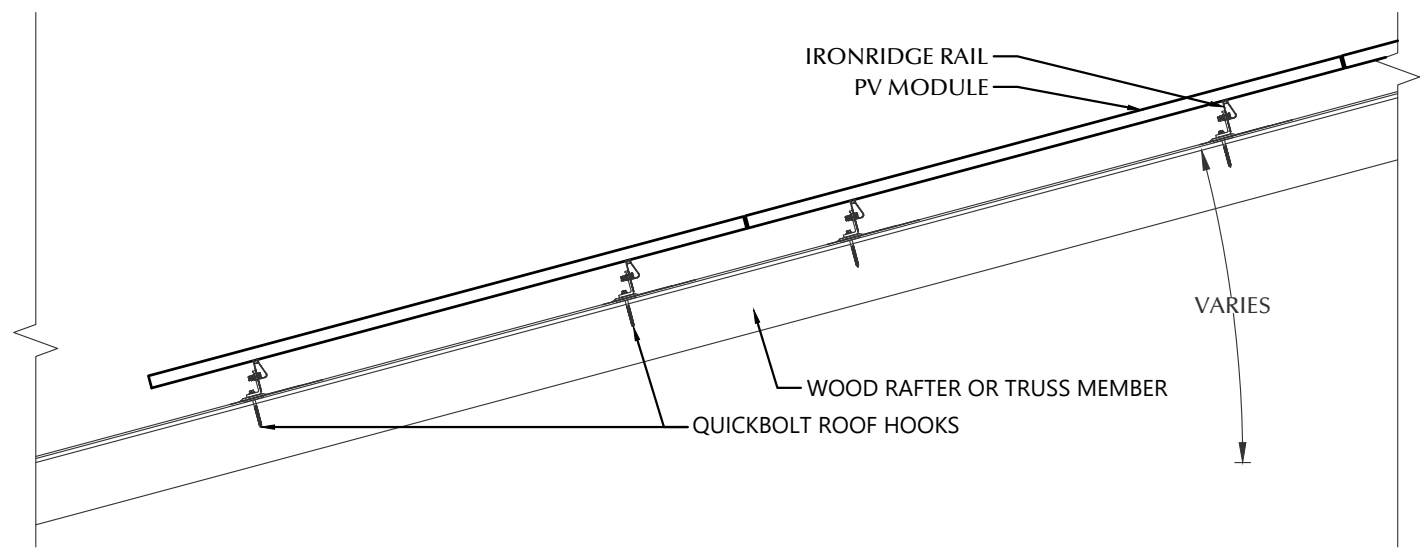 IRONRIDGE RAIL
PV MODULE
VARIES
WOOD RAFTER OR TRUSS MEMBER
QUICKBOLT ROOF HOOKS